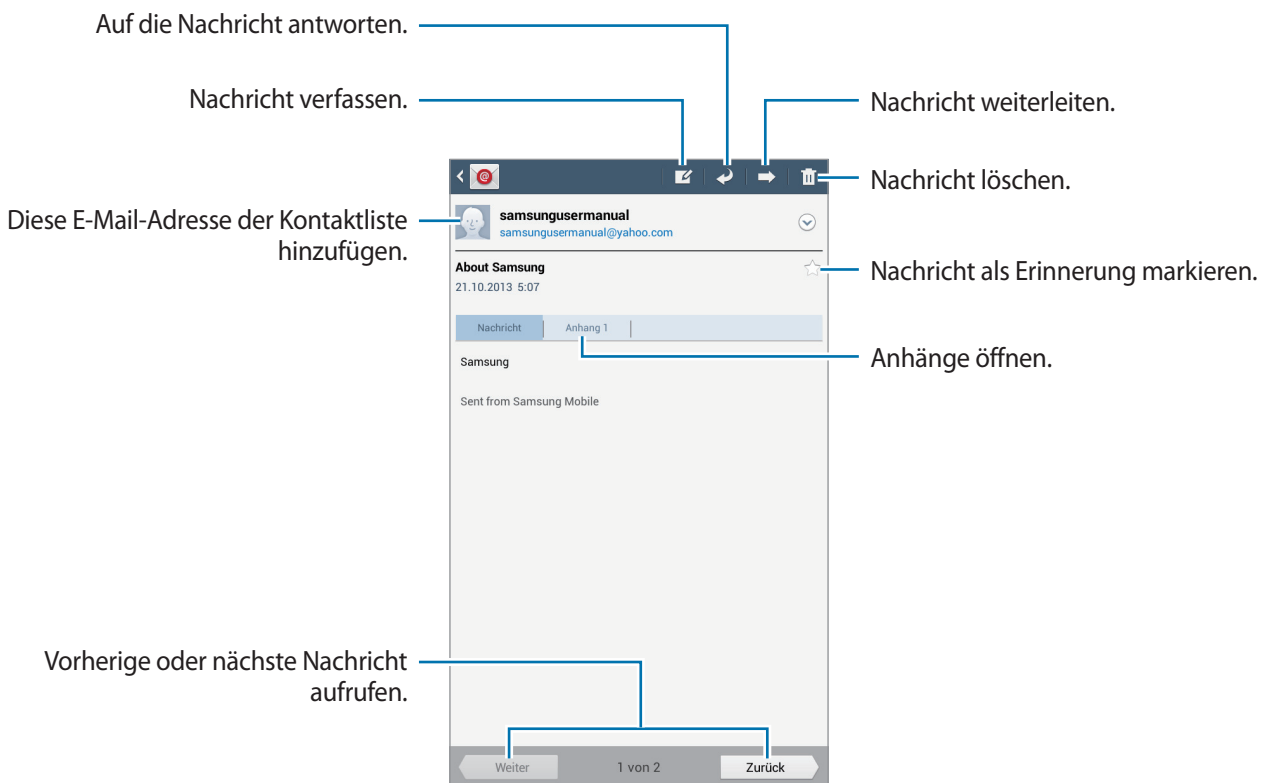 Auf die Nachricht antworten.
Nachricht verfassen.
Nachricht weiterleiten.
Nachricht löschen.
Diese E-Mail-Adresse der Kontaktliste
hinzufügen.
samsungusermanual
samsungusermanual@yahoo.com
About Samsung
21.10.2013 5:07
Nachricht als Erinnerung markieren.
Nachricht
Anhang 1
Anhänge öffnen.
Samsung
Sent from Samsung Mobile
Vorherige oder nächste Nachricht
aufrufen.
Weiter
1 von 2
Zurück